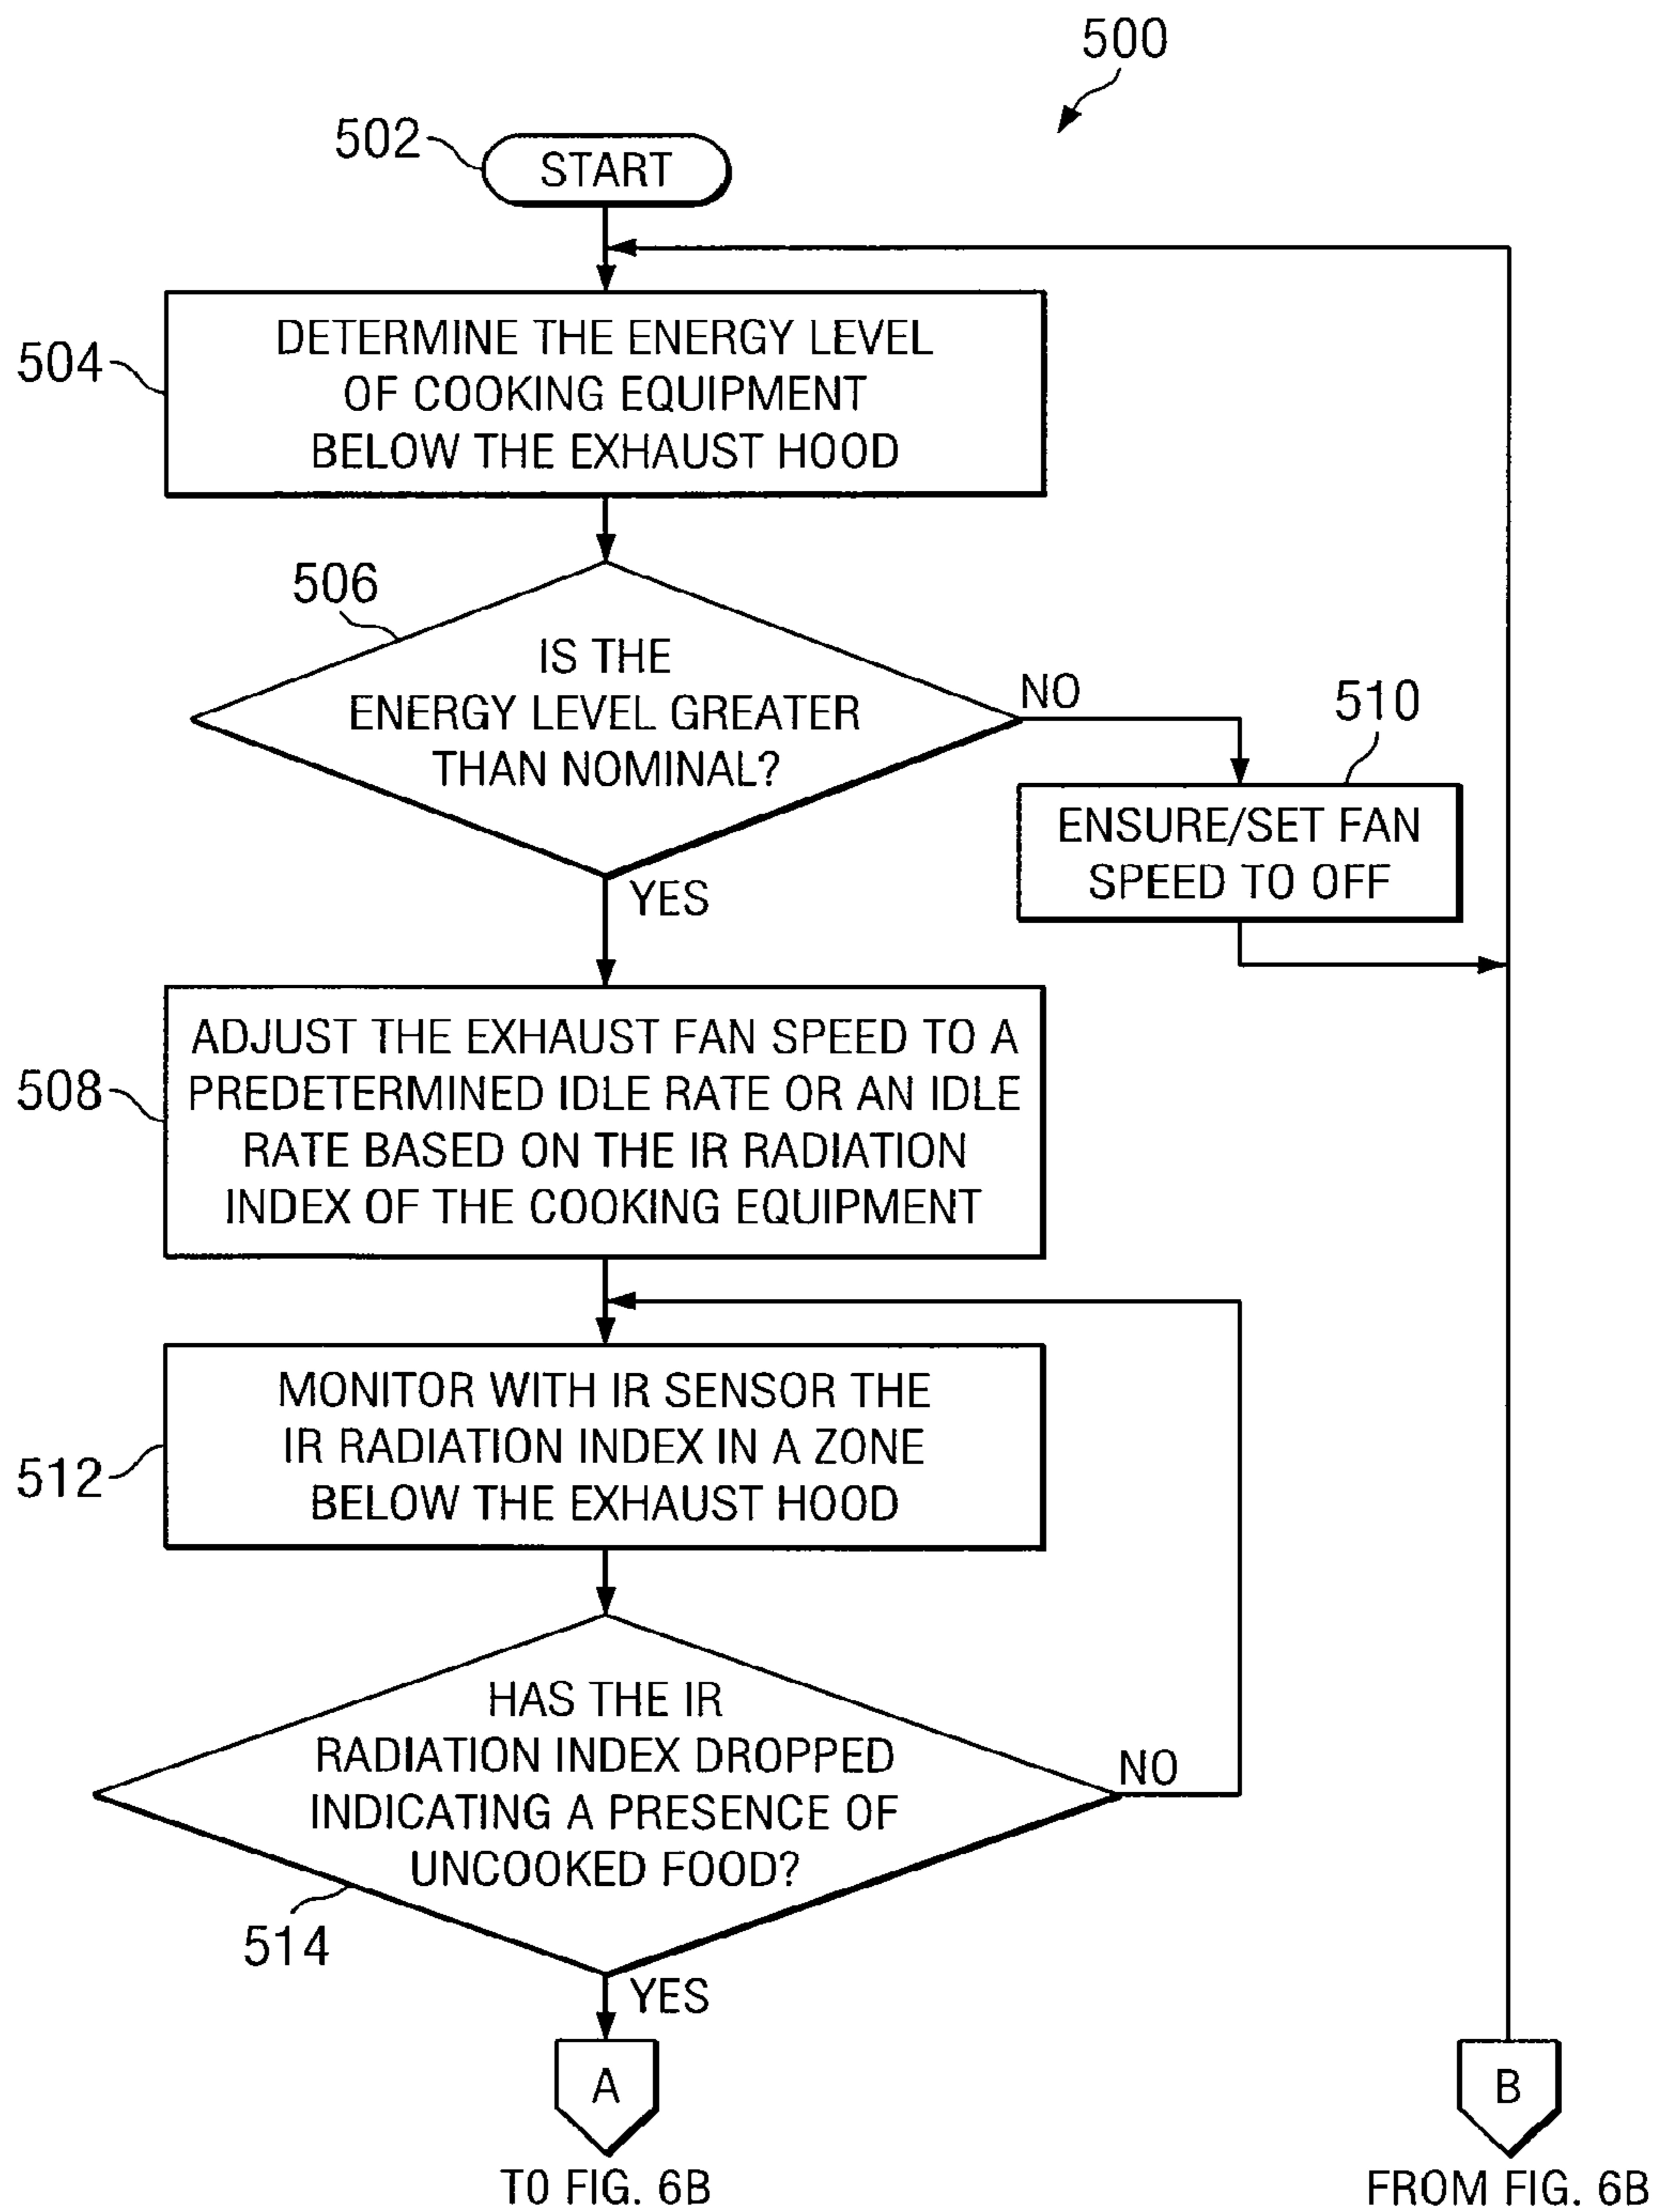 500
502
START
504
DETERMINE THE ENERGY LEVEL
OF COOKING EQUIPMENT
BELOW THE EXHAUST HOOD
506
IS THE
ENERGY LEVEL GREATER
THAN NOMINAL?
NO
510
ENSURE/SET FAN
SPEED TO OFF
YES
508
ADJUST THE EXHAUST FAN SPEED TO A
PREDETERMINED IDLE RATE OR AN IDLE
RATE BASED ON THE IR RADIATION
INDEX OF THE COOKING EQUIPMENT
512
MONITOR WITH IR SENSOR THE
IR RADIATION INDEX IN A ZONE
BELOW THE EXHAUST HOOD
HAS THE IR
RADIATION INDEX DROPPED
INDICATING A PRESENCE OF
UNCOOKED FOOD?
NO
514
YES
A
TO FIG. 6B
B
FROM FIG. 6B